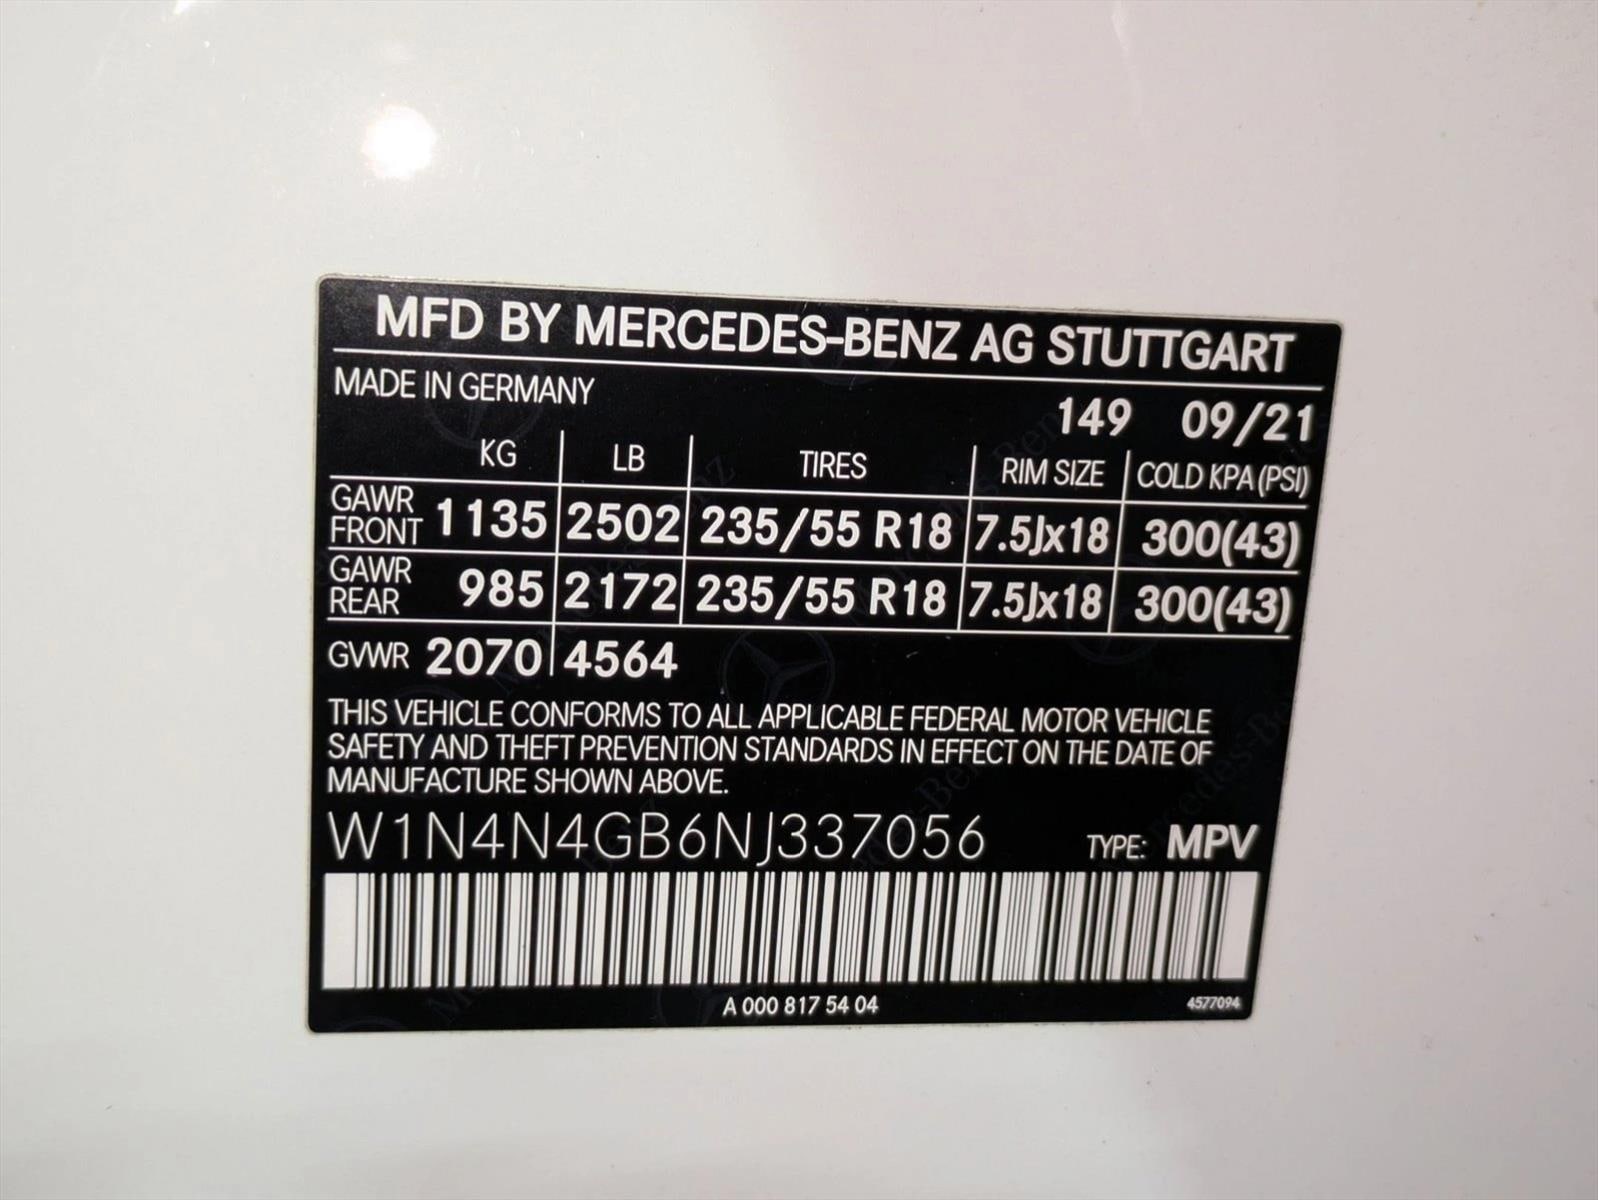 MFD BY MERCEDES-BENZ AG STUTTGART
MADE IN GERMANY
149 09/21
KG LB TIRES RIM SIZE COLD KPA(PSI)
GAWR FRONT 1135 2502 235/55 R18 7.5Jx18 300(43)
GAWR REAR 985 2172 235/55 R18 7.5Jx18 300(43)
GVWR 2070 4564
THIS VEHICLE CONFORMS TO ALL APPLICABLE FEDERAL MOTOR VEHICLE
SAFETY AND THEFT PREVENTION STANDARDS IN EFFECT ON THE DATE OF
MANUFACTURE SHOWN ABOVE.
W1N4N4GB6NJ337056 TYPE: MPV
A 000 817 54 04 4577094